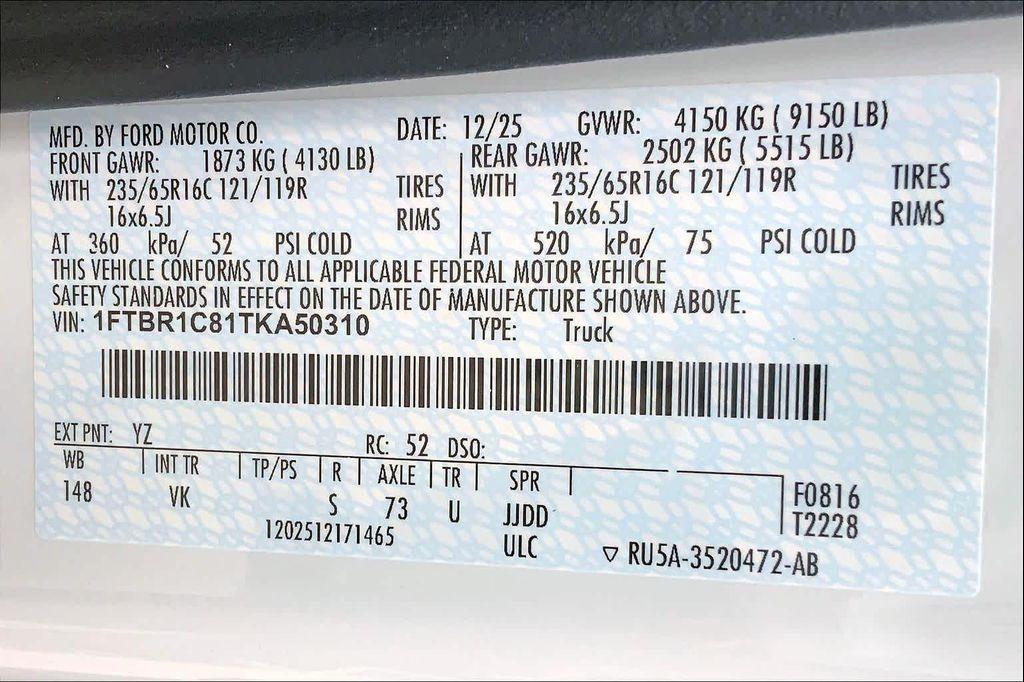 MFD. BY FORD MOTOR CO. DATE: 12/25 GVWR: 4150 KG ( 9150 LB)
FRONT GAWR: 1873 KG ( 4130 LB) REAR GAWR: 2502 KG ( 5515 LB)
WITH 235/65R16C 121/119R TIRES WITH 235/65R16C 121/119R TIRES
16x6.5J RIMS 16x6.5J RIMS
AT 360 kPa/ 52 PSI COLD AT 520 kPa/ 75 PSI COLD
THIS VEHICLE CONFORMS TO ALL APPLICABLE FEDERAL MOTOR VEHICLE
SAFETY STANDARDS IN EFFECT ON THE DATE OF MANUFACTURE SHOWN ABOVE.
VIN: 1FTBR1C81TKA50310 TYPE: Truck
EXT PNT: YZ RC: 52 DSO:
WB INT TR TP/PS R AXLE TR SPR F0816
148 VK S 73 U JJDD T2228
1202512171465 ULC ▽ RU5A-3520472-AB